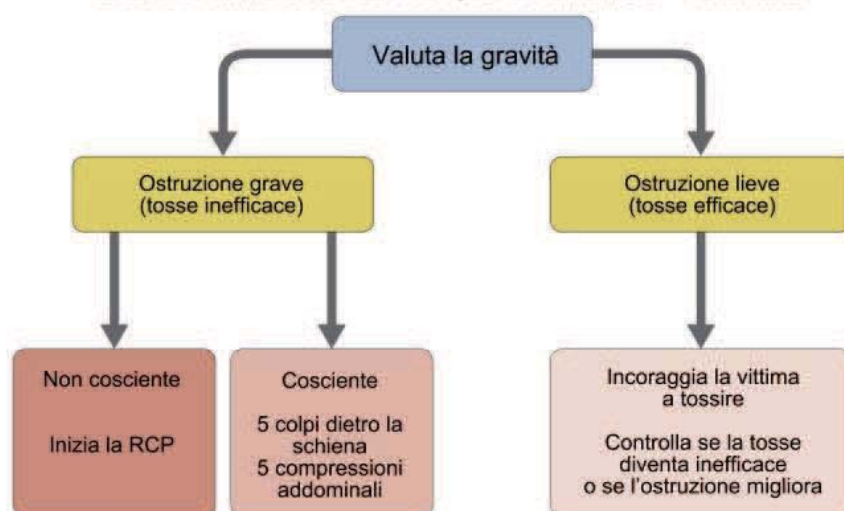 Valuta la gravità
Ostruzione grave
(tosse inefficace)
Ostruzione lieve
(tosse efficace)
Non cosciente
Inizia la RCP
Cosciente
5 colpi dietro la
schiena
5 compressioni
addominali
Incoraggia la vittima
a tossire
Controlla se la tosse
diventa inefficace
o se l'ostruzione migliora